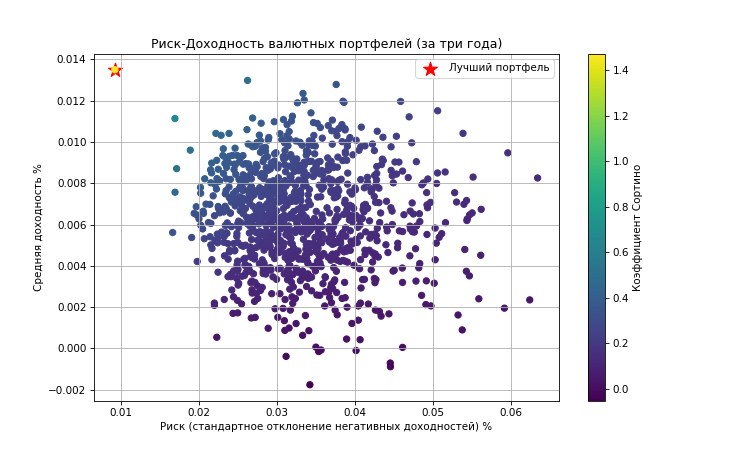 Риск-Доходность валютных портфелей (за три года)
Лучший портфель
Средняя доходность %
0.014
0.012
0.010
0.008
0.006
0.004
0.002
0.000
−0.002
0.01 0.02 0.03 0.04 0.05 0.06
Риск (стандартное отклонение негативных доходностей) %
1.4
1.2
1.0
0.8
0.6
0.4
0.2
0.0
Коэффициент Сортино